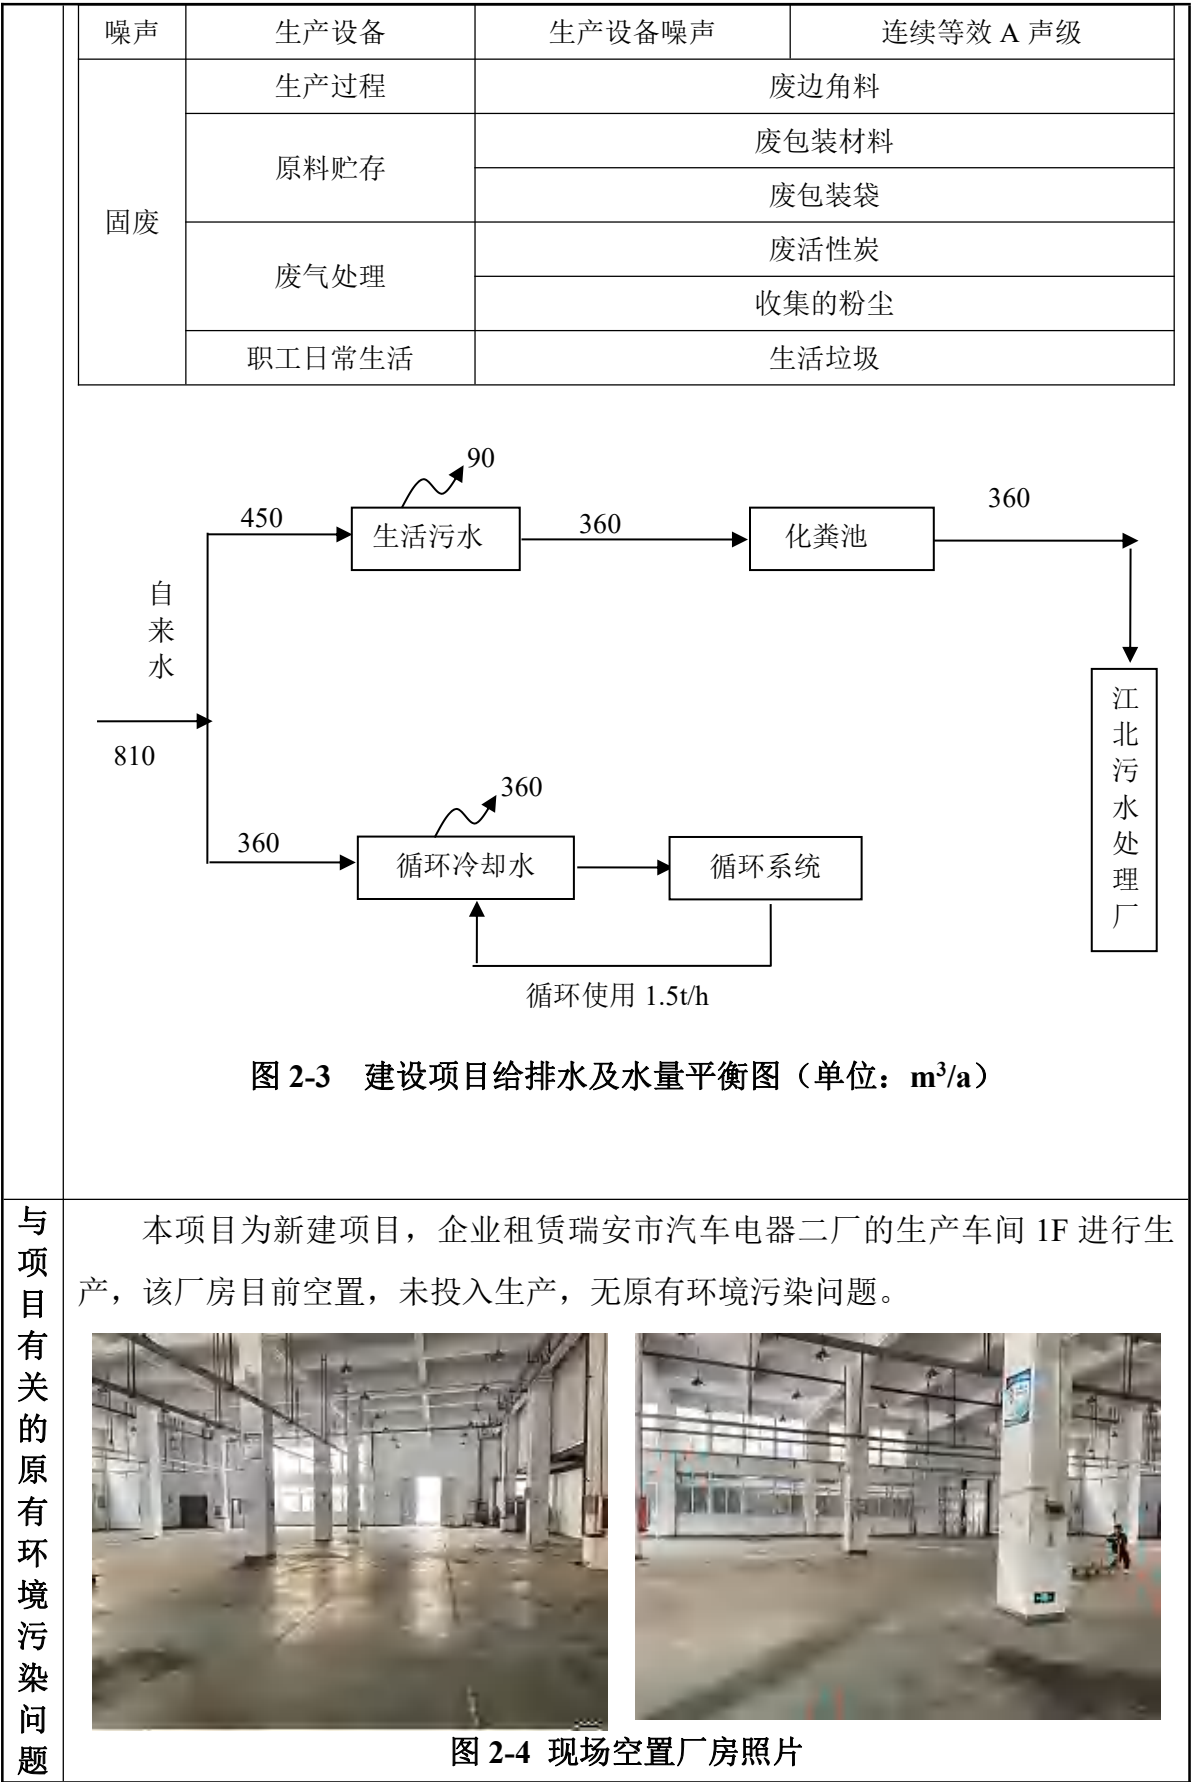 噪声 生产设备 生产设备噪声 连续等效 A 声级
固废 生产过程 废边角料
原料贮存 废包装材料
废包装袋
废气处理 废活性炭
收集的粉尘
职工日常生活 生活垃圾
90
450
生活污水
360
化粪池
360
自来水
810
江北污水处理厂
360
360
循环冷却水
循环系统
循环使用 1.5t/h
图 2-3 建设项目给排水及水量平衡图（单位：m³/a）
与项目有关的原有环境污染问题
本项目为新建项目，企业租赁瑞安市汽车电器二厂的生产车间 1F 进行生
产，该厂房目前空置，未投入生产，无原有环境污染问题。
图 2-4 现场空置厂房照片